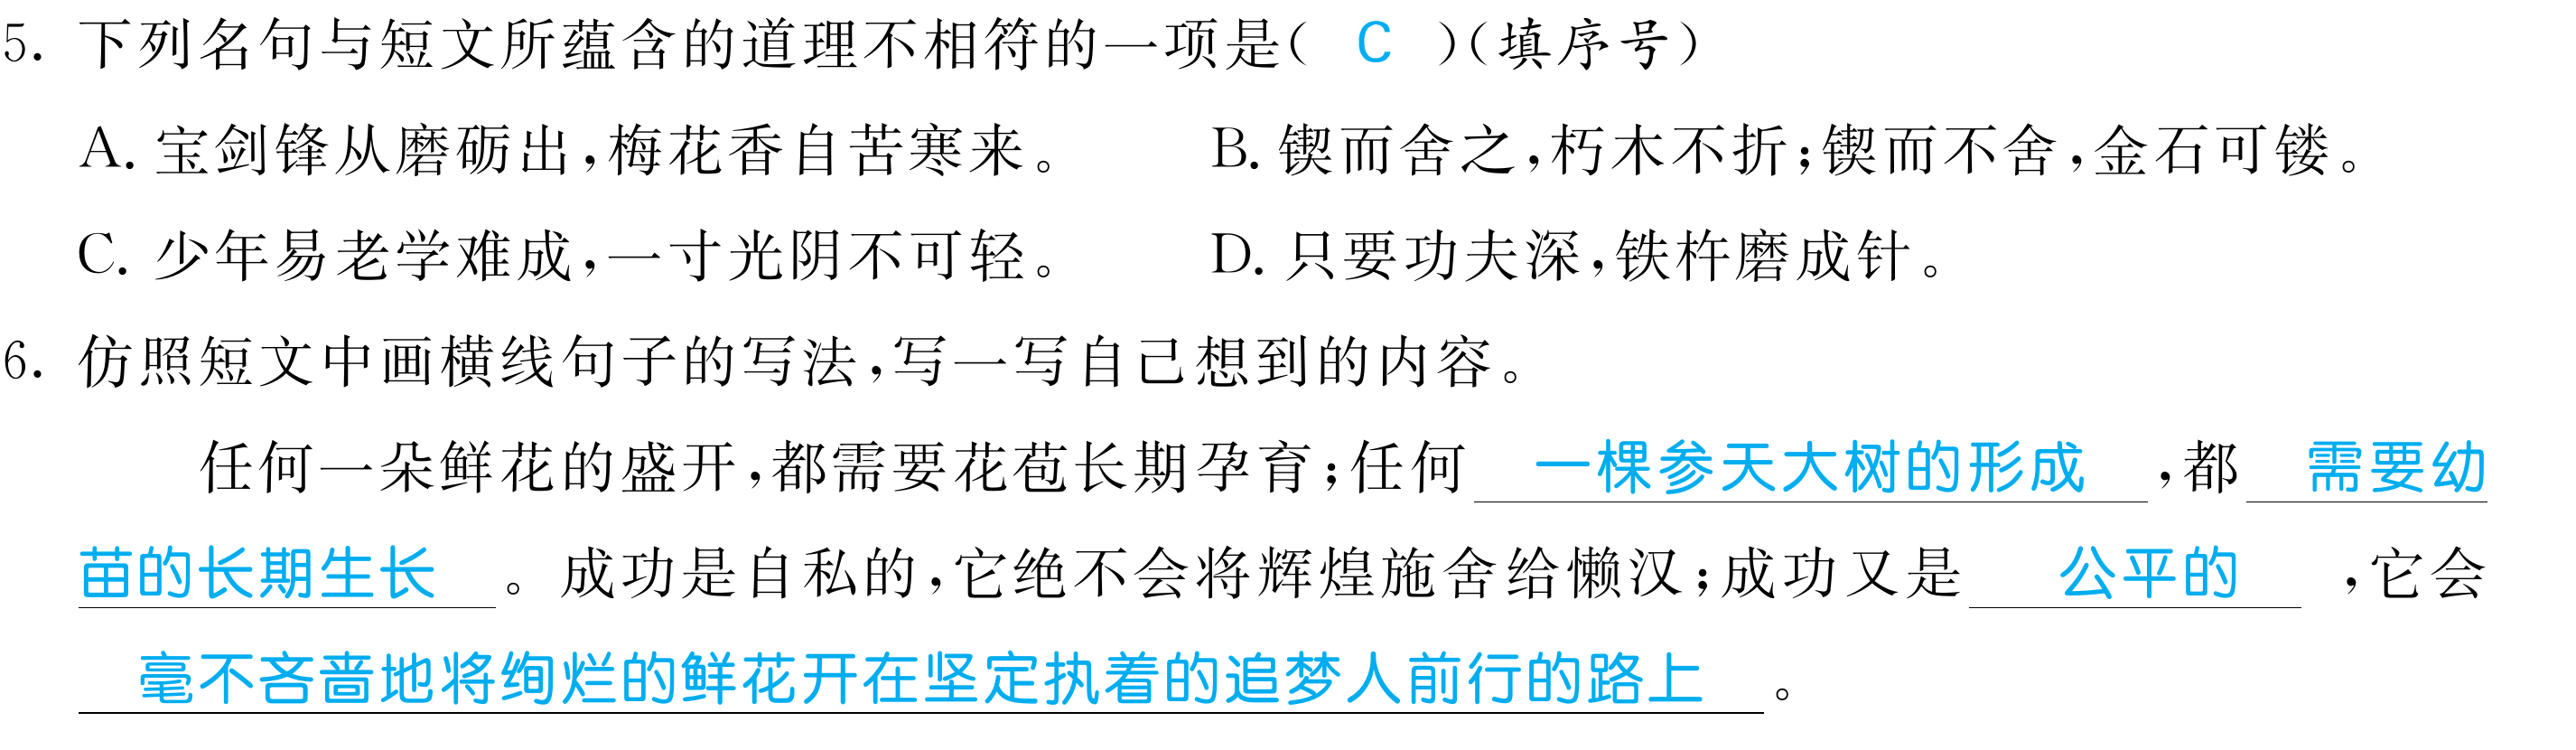 5. 下列名句与短文所蕴含的道理不相符的一项是( C )(填序号)
A. 宝剑锋从磨砺出,梅花香自苦寒来。 B. 锲而舍之,朽木不折;锲而不舍,金石可镂。
C. 少年易老学难成,一寸光阴不可轻。 D. 只要功夫深,铁杵磨成针。
6. 仿照短文中画横线句子的写法,写一写自己想到的内容。
任何一朵鲜花的盛开,都需要花苞长期孕育;任何 一棵参天大树的形成 ,都 需要幼
苗的长期生长 。成功是自私的,它绝不会将辉煌施舍给懒汉;成功又是 公平的 ,它会
毫不吝啬地将绚烂的鲜花开在坚定执着的追梦人前行的路上 。